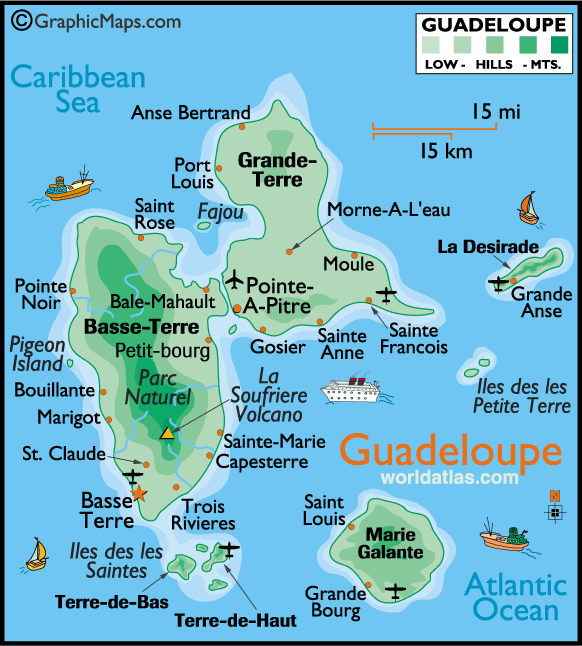 ©GraphicMaps.com
GUADELOUPE
LOW - HILLS - MTS.
Caribbean
Sea
15 mi
15 km
Anse Bertrand
Grande-
Terre
Port
Louis
Fajou
Saint
Rose
Morne-A-L'eau
Moule
La Desirade
Grande
Anse
Pointe
Noir
Bale-Mahault
Pointe-
A-Pitre
Basse-Terre
Petit-bourg
Gosier
Sainte
Anne
Sainte
Francois
Pigeon
Island
Parc
Naturel
La
Soufriere
Volcano
Iles des les
Petite Terre
Bouillante
Marigot
St. Claude
Sainte-Marie
Capesterre
Guadeloupe
worldatlas.com
Basse
Terre
Trois
Rivieres
Saint
Louis
N
Marie
Galante
Iles des les
Saintes
Terre-de-Bas
Terre-de-Haut
Grande
Bourg
Atlantic
Ocean